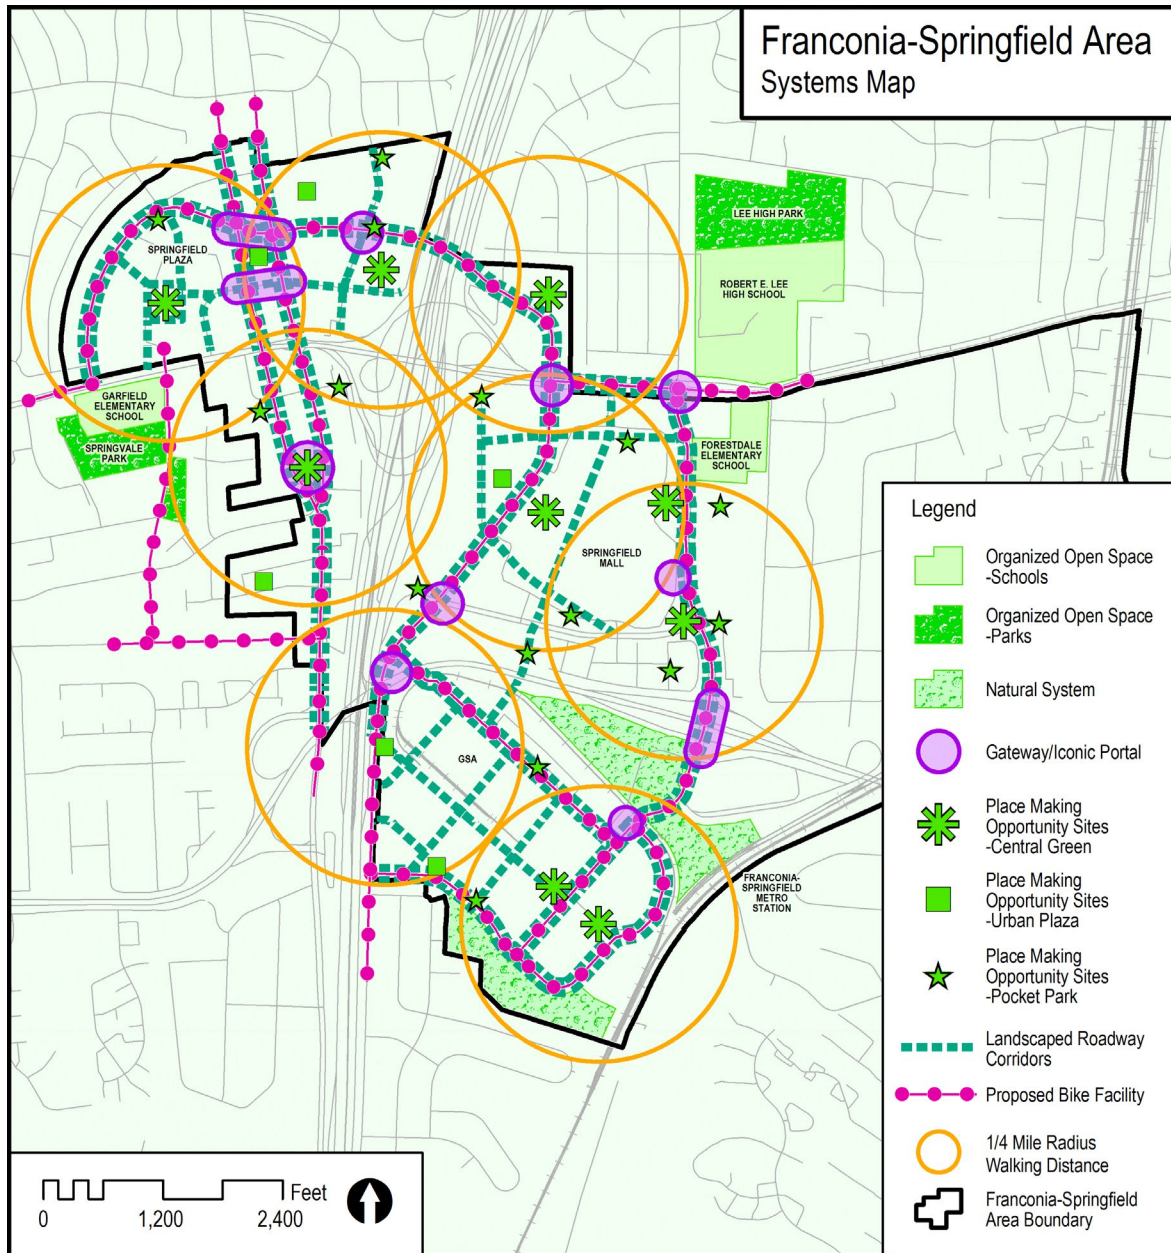 Franconia-Springfield Area
Systems Map
LEE HIGH PARK
SPRINGFIELD
PLAZA
ROBERT E. LEE
HIGH SCHOOL
GARFIELD
ELEMENTARY
SCHOOL
SPRINGVALE
PARK
FORESTDALE
ELEMENTARY
SCHOOL
SPRINGFIELD
MALL
GSA
FRANCONIA-
SPRINGFIELD
METRO
STATION
Legend
Organized Open Space
-Schools
Organized Open Space
-Parks
Natural System
Gateway/Iconic Portal
Place Making
Opportunity Sites
-Central Green
Place Making
Opportunity Sites
-Urban Plaza
Place Making
Opportunity Sites
-Pocket Park
Landscaped Roadway
Corridors
Proposed Bike Facility
1/4 Mile Radius
Walking Distance
Franconia-Springfield
Area Boundary
Feet
0 1,200 2,400